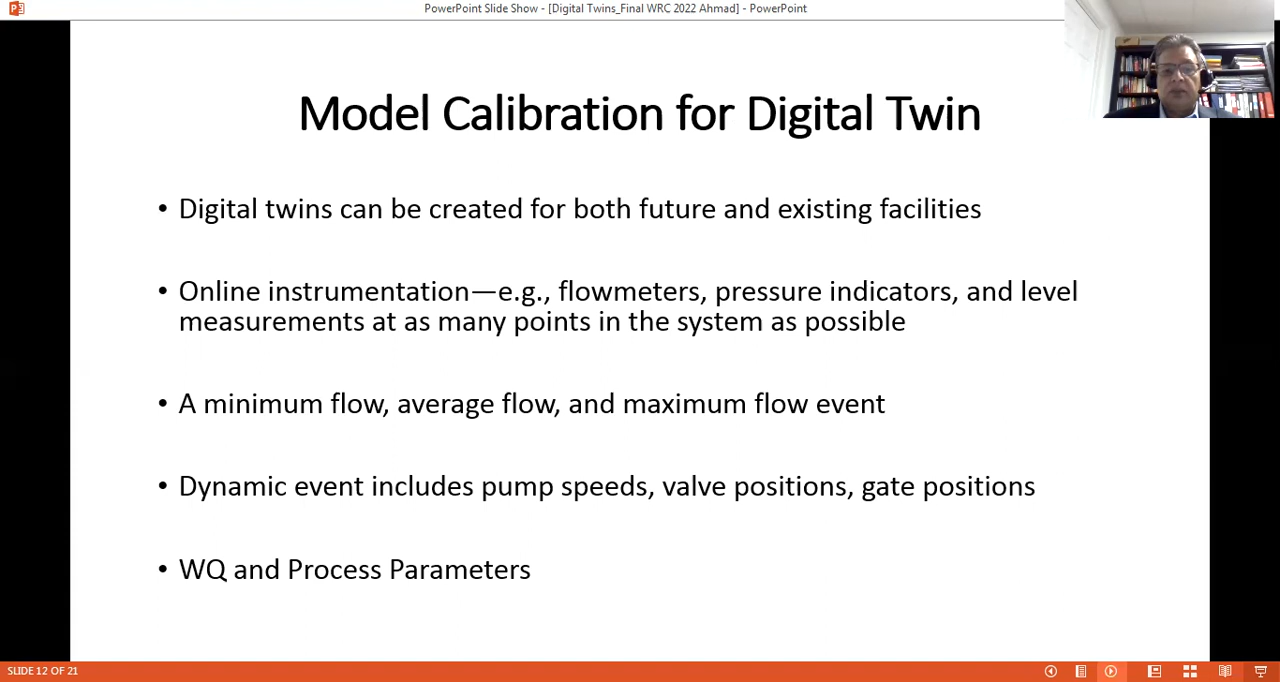 PowerPoint Slide Show - [Digital Twins_Final WRC 2022 Ahmad] - PowerPoint
Model Calibration for Digital Twin
• Digital twins can be created for both future and existing facilities
• Online instrumentation—e.g., flowmeters, pressure indicators, and level
measurements at as many points in the system as possible
• A minimum flow, average flow, and maximum flow event
• Dynamic event includes pump speeds, valve positions, gate positions
• WQ and Process Parameters
SLIDE 12 OF 21